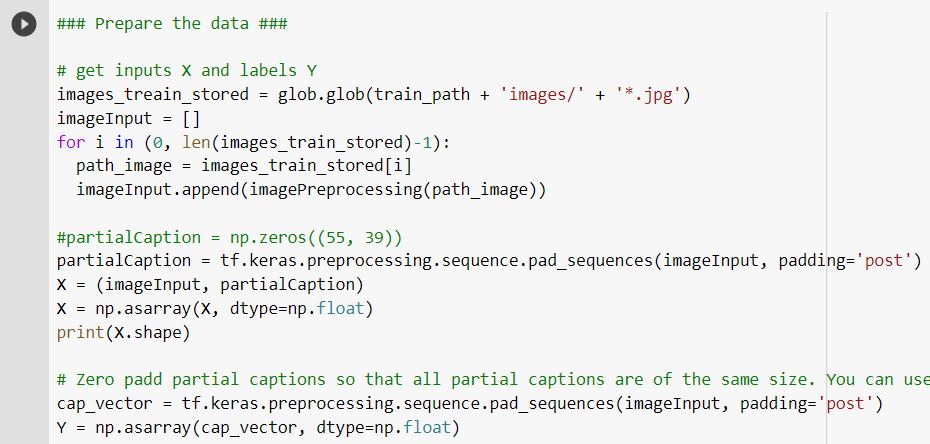 ### Prepare the data ###
# get inputs X and labels Y
images_treain_stored = glob.glob(train_path + 'images/' + '*.jpg')
imageInput = []
for i in (0, len(images_train_stored)-1):
  path_image = images_train_stored[i]
  imageInput.append(imagePreprocessing(path_image))
#partialCaption = np.zeros((55, 39))
partialCaption = tf.keras.preprocessing.sequence.pad_sequences(imageInput, padding='post')
X = (imageInput, partialCaption)
X = np.asarray(X, dtype=np.float)
print(X.shape)
# Zero padd partial captions so that all partial captions are of the same size. You can use
cap_vector = tf.keras.preprocessing.sequence.pad_sequences(imageInput, padding='post')
Y = np.asarray(cap_vector, dtype=np.float)